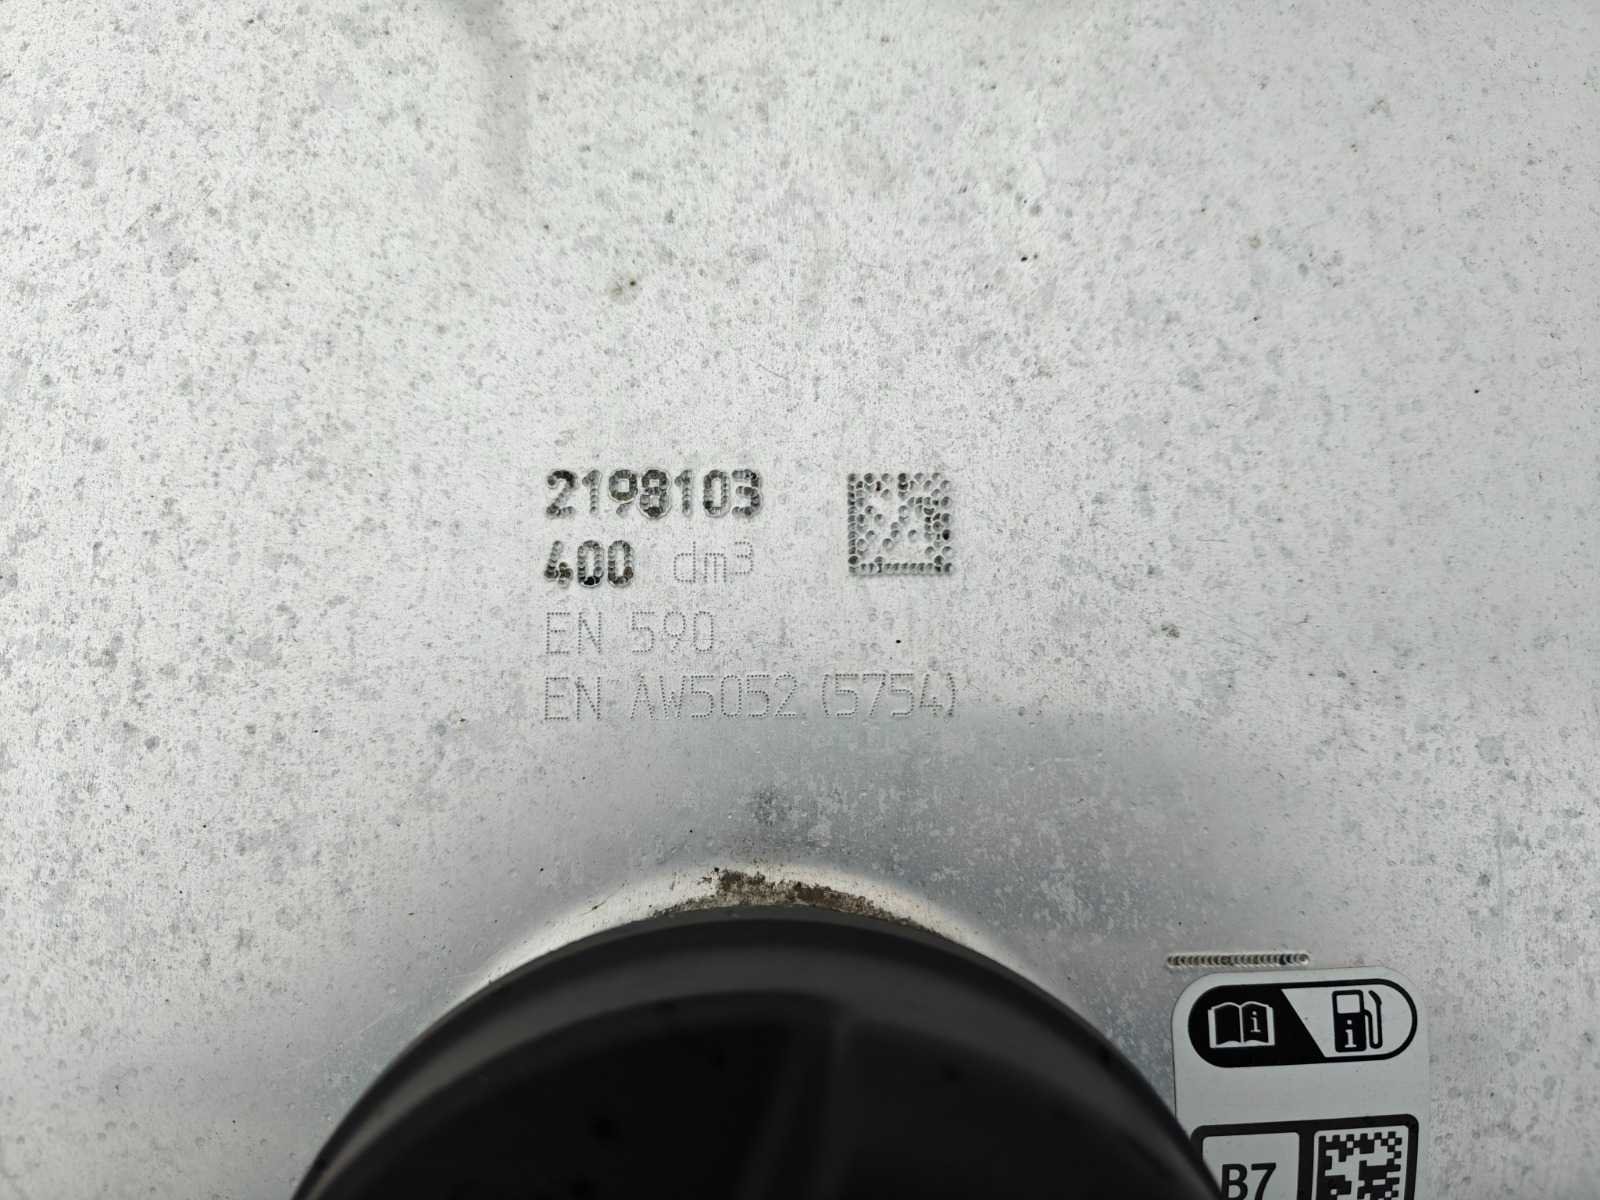 2198103
400 dm³
EN 590
EN AW5052 (5754)
i i
B7